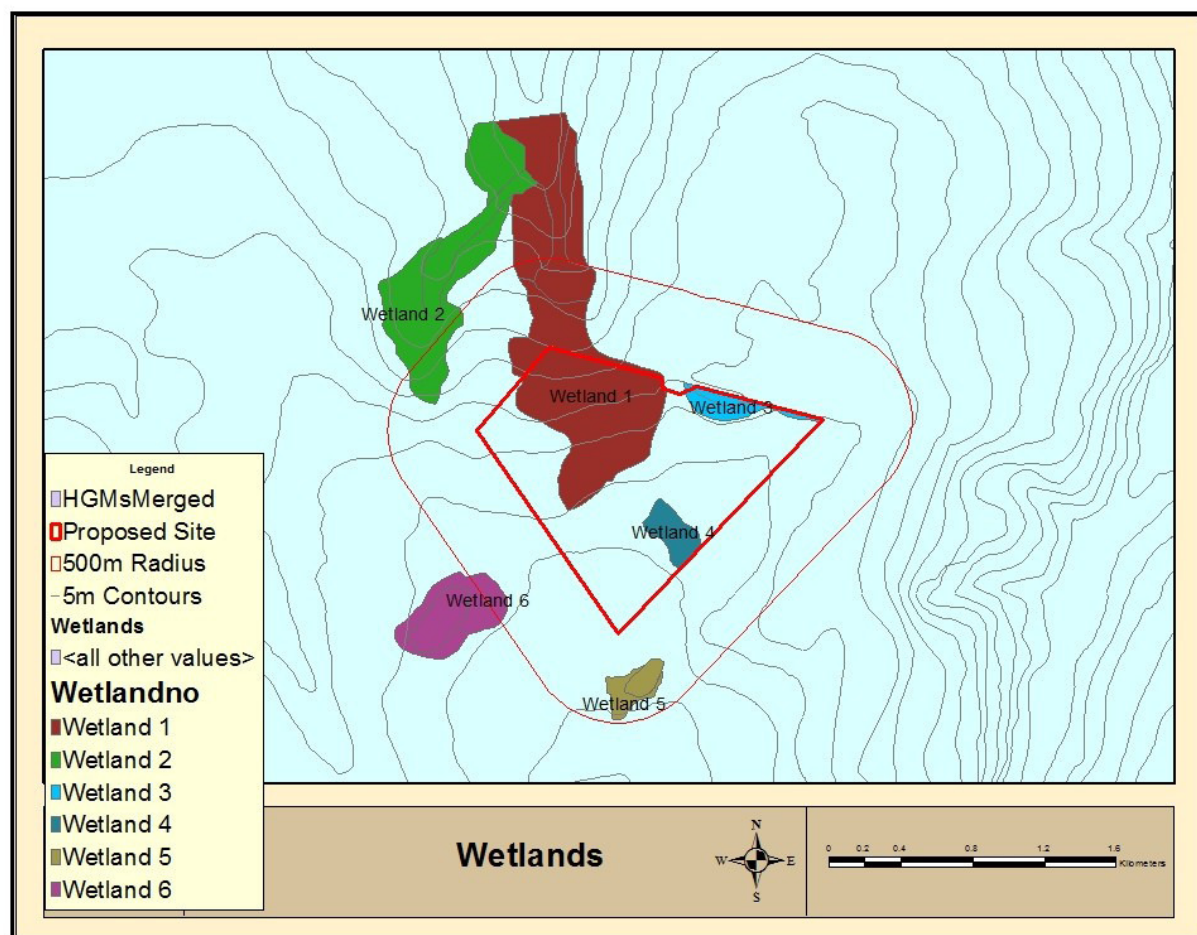 Wetland 2
Wetland 1
Wetland 3
Wetland 4
Wetland 6
Wetland 5
Legend
HGMsMerged
Proposed Site
500m Radius
5m Contours
Wetlands
<all other values>
Wetlandno
Wetland 1
Wetland 2
Wetland 3
Wetland 4
Wetland 5
Wetland 6
Wetlands
N
W E
S
0 0.2 0.4 0.8 1.2 1.6
Kilometers